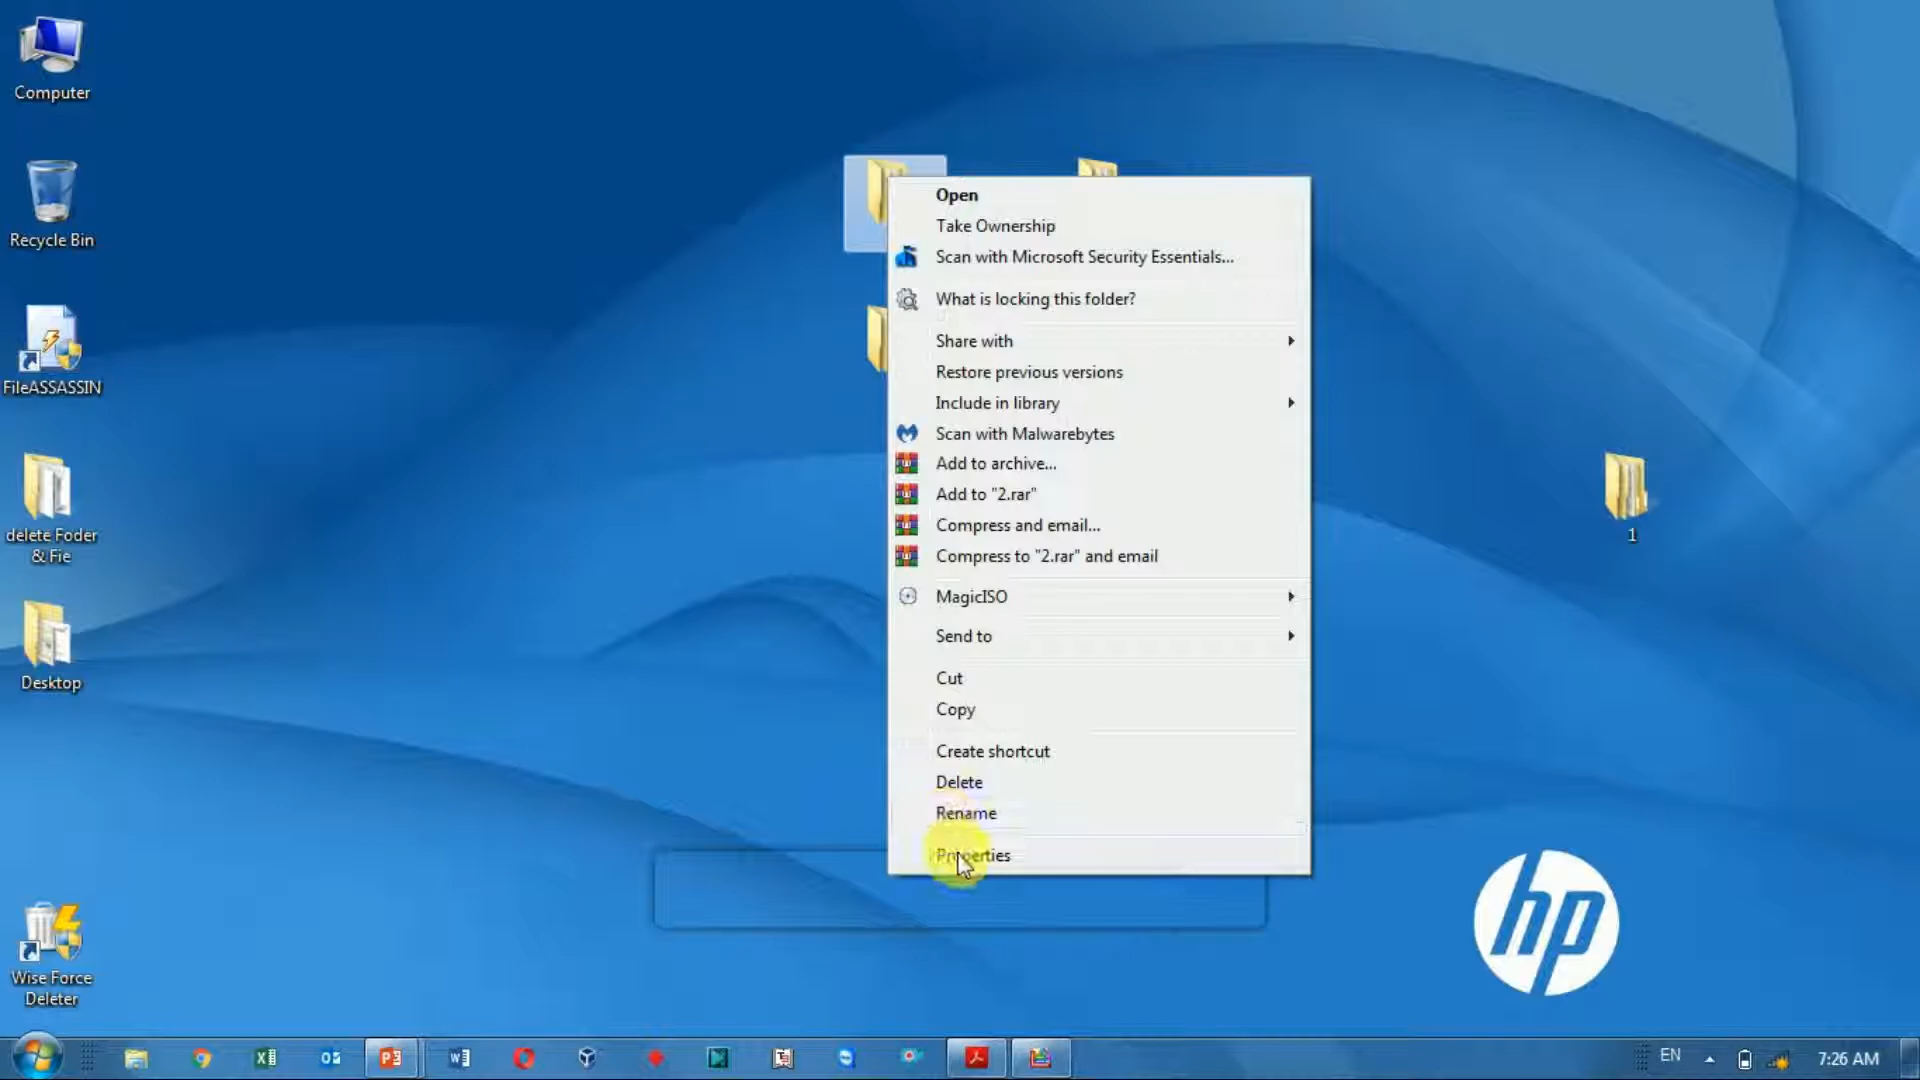 Computer
Recycle Bin
FileASSASSIN
delete Foder
& Fie
Desktop
Wise Force
Deleter
Open
Take Ownership
Scan with Microsoft Security Essentials...
What is locking this folder?
Share with
Restore previous versions
Include in library
Scan with Malwarebytes
Add to archive...
Add to "2.rar"
Compress and email...
Compress to "2.rar" and email
MagicISO
Send to
Cut
Copy
Create shortcut
Delete
Rename
Properties
1
hp
EN
7:26 AM